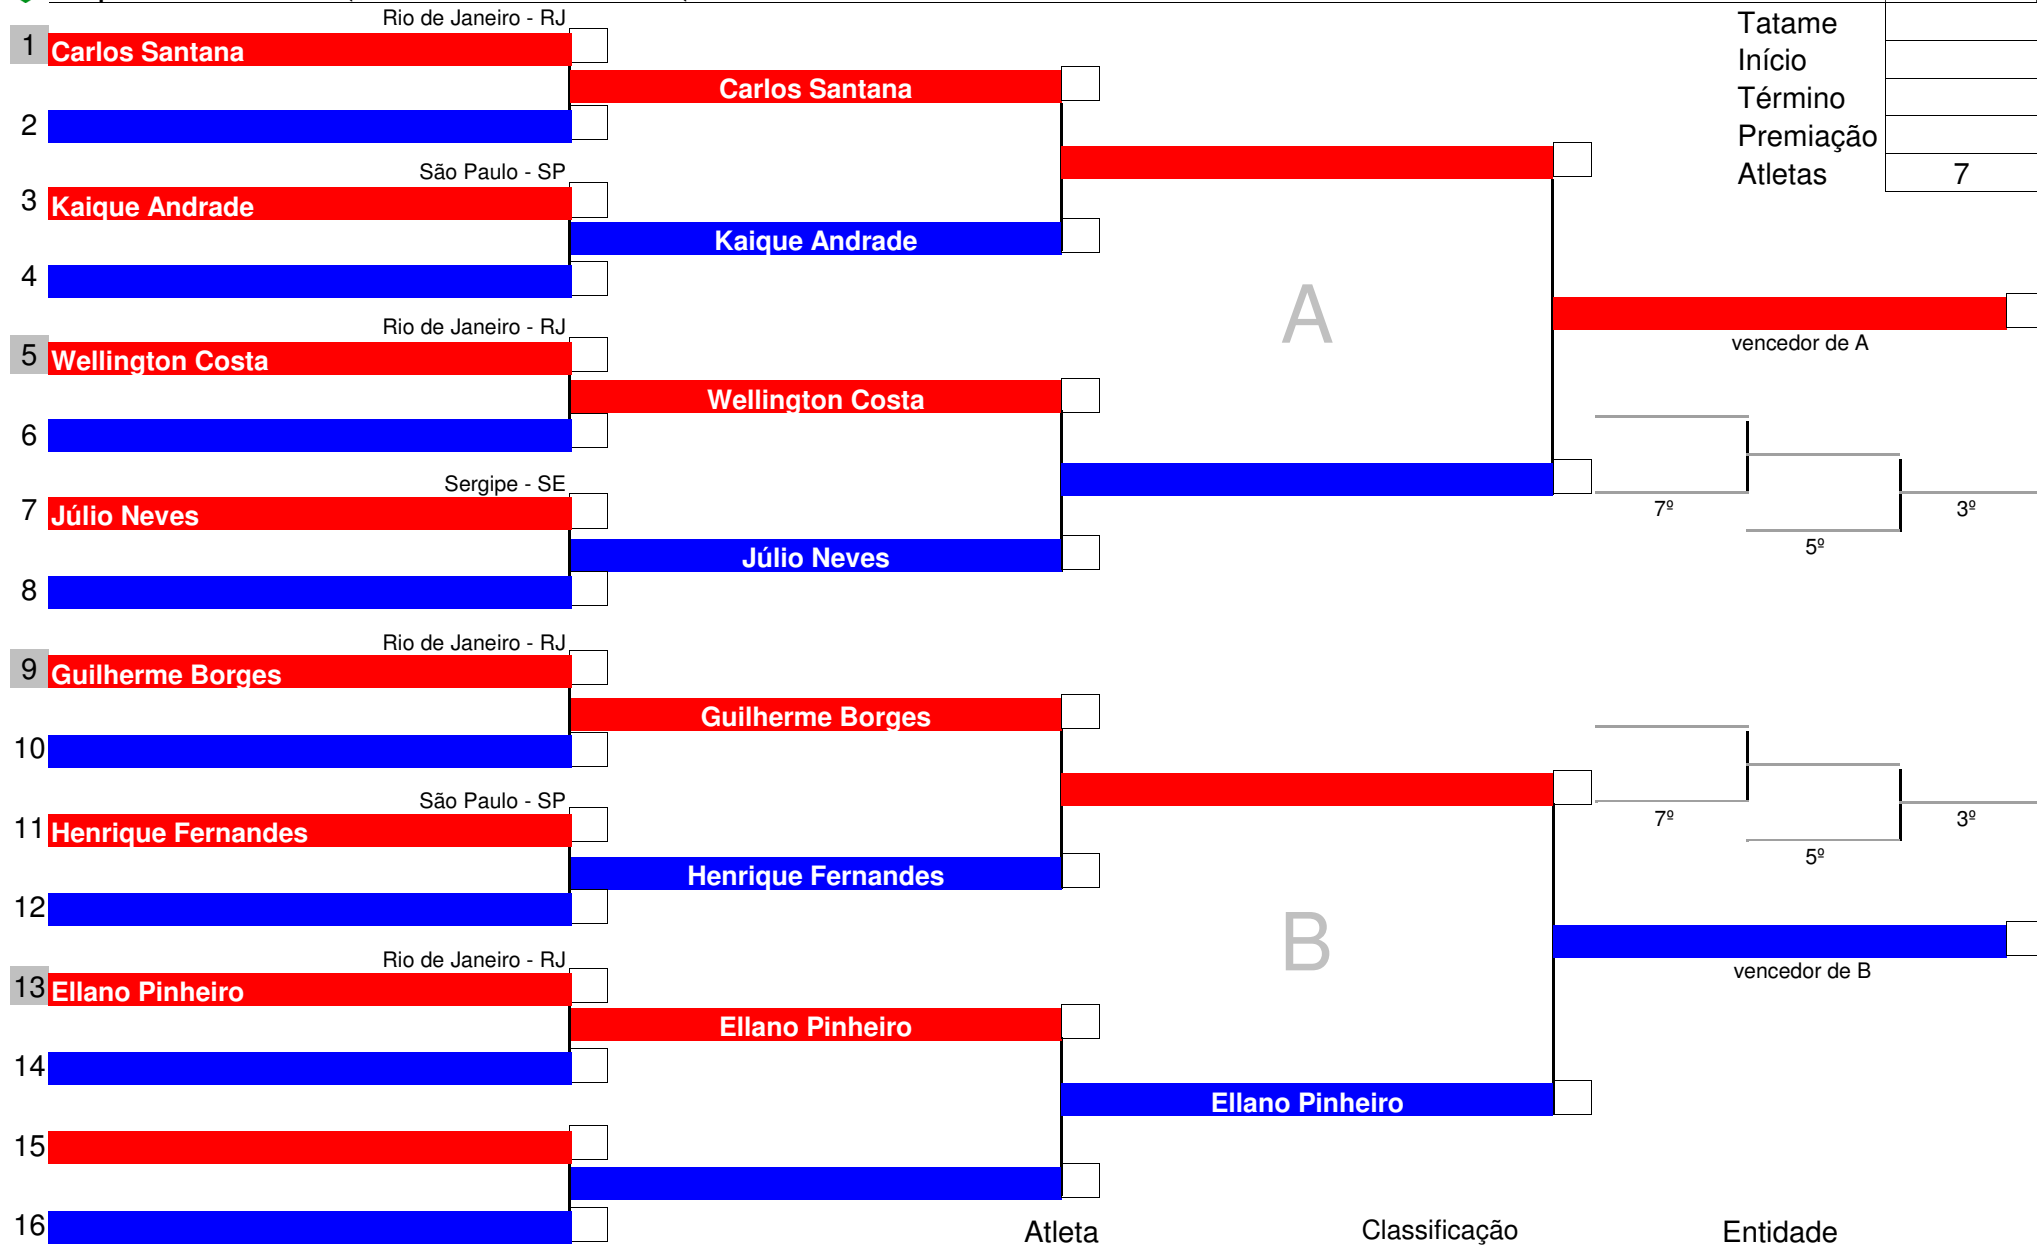 Rio de Janeiro - RJ
1 Carlos Santana
Carlos Santana
2
São Paulo - SP
3 Kaique Andrade
Kaique Andrade
4
Rio de Janeiro - RJ
5 Wellington Costa
Wellington Costa
6
Sergipe - SE
7 Júlio Neves
Júlio Neves
8
Rio de Janeiro - RJ
9 Guilherme Borges
Guilherme Borges
10
São Paulo - SP
11 Henrique Fernandes
Henrique Fernandes
12
Rio de Janeiro - RJ
13 Ellano Pinheiro
Ellano Pinheiro
14
Ellano Pinheiro
15
16
A
B
Tatame
Início
Término
Premiação
Atletas 7
vencedor de A
7º
3º
5º
7º
3º
5º
vencedor de B
Atleta Classificação Entidade